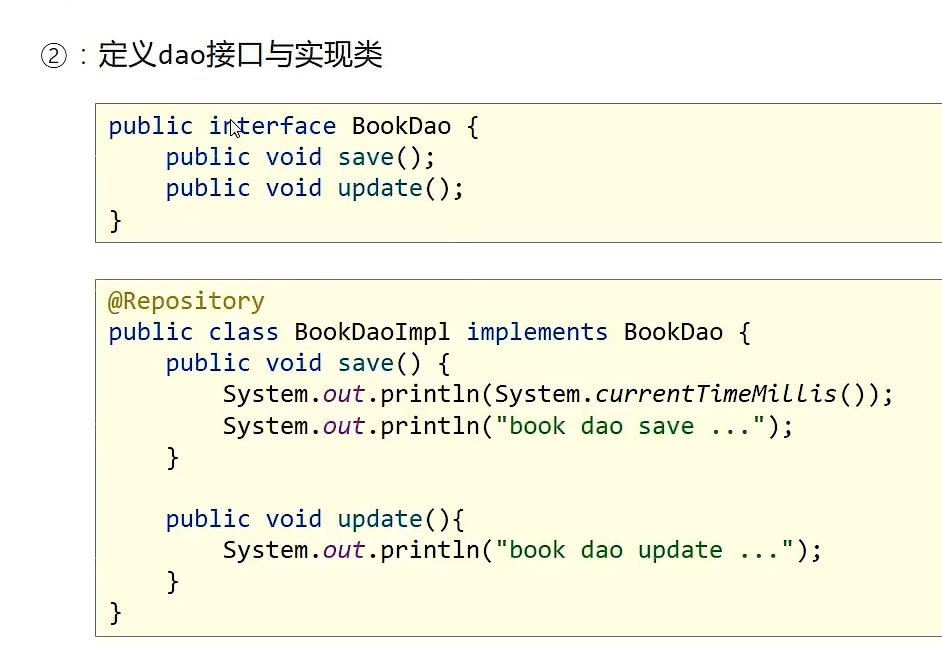 ②：定义dao接口与实现类
public interface BookDao {
    public void save();
    public void update();
}
@Repository
public class BookDaoImpl implements BookDao {
    public void save() {
        System.out.println(System.currentTimeMillis());
        System.out.println("book dao save ...");
    }
    public void update(){
        System.out.println("book dao update ...");
    }
}